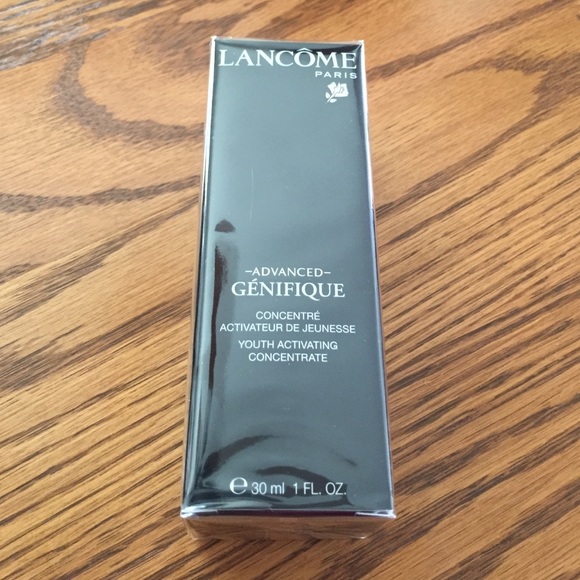 LANCÔME
PARIS
–ADVANCED–
GÉNIFIQUE
CONCENTRÉ
ACTIVATEUR DE JEUNESSE
YOUTH ACTIVATING
CONCENTRATE
℮ 30 ml 1 FL. OZ.